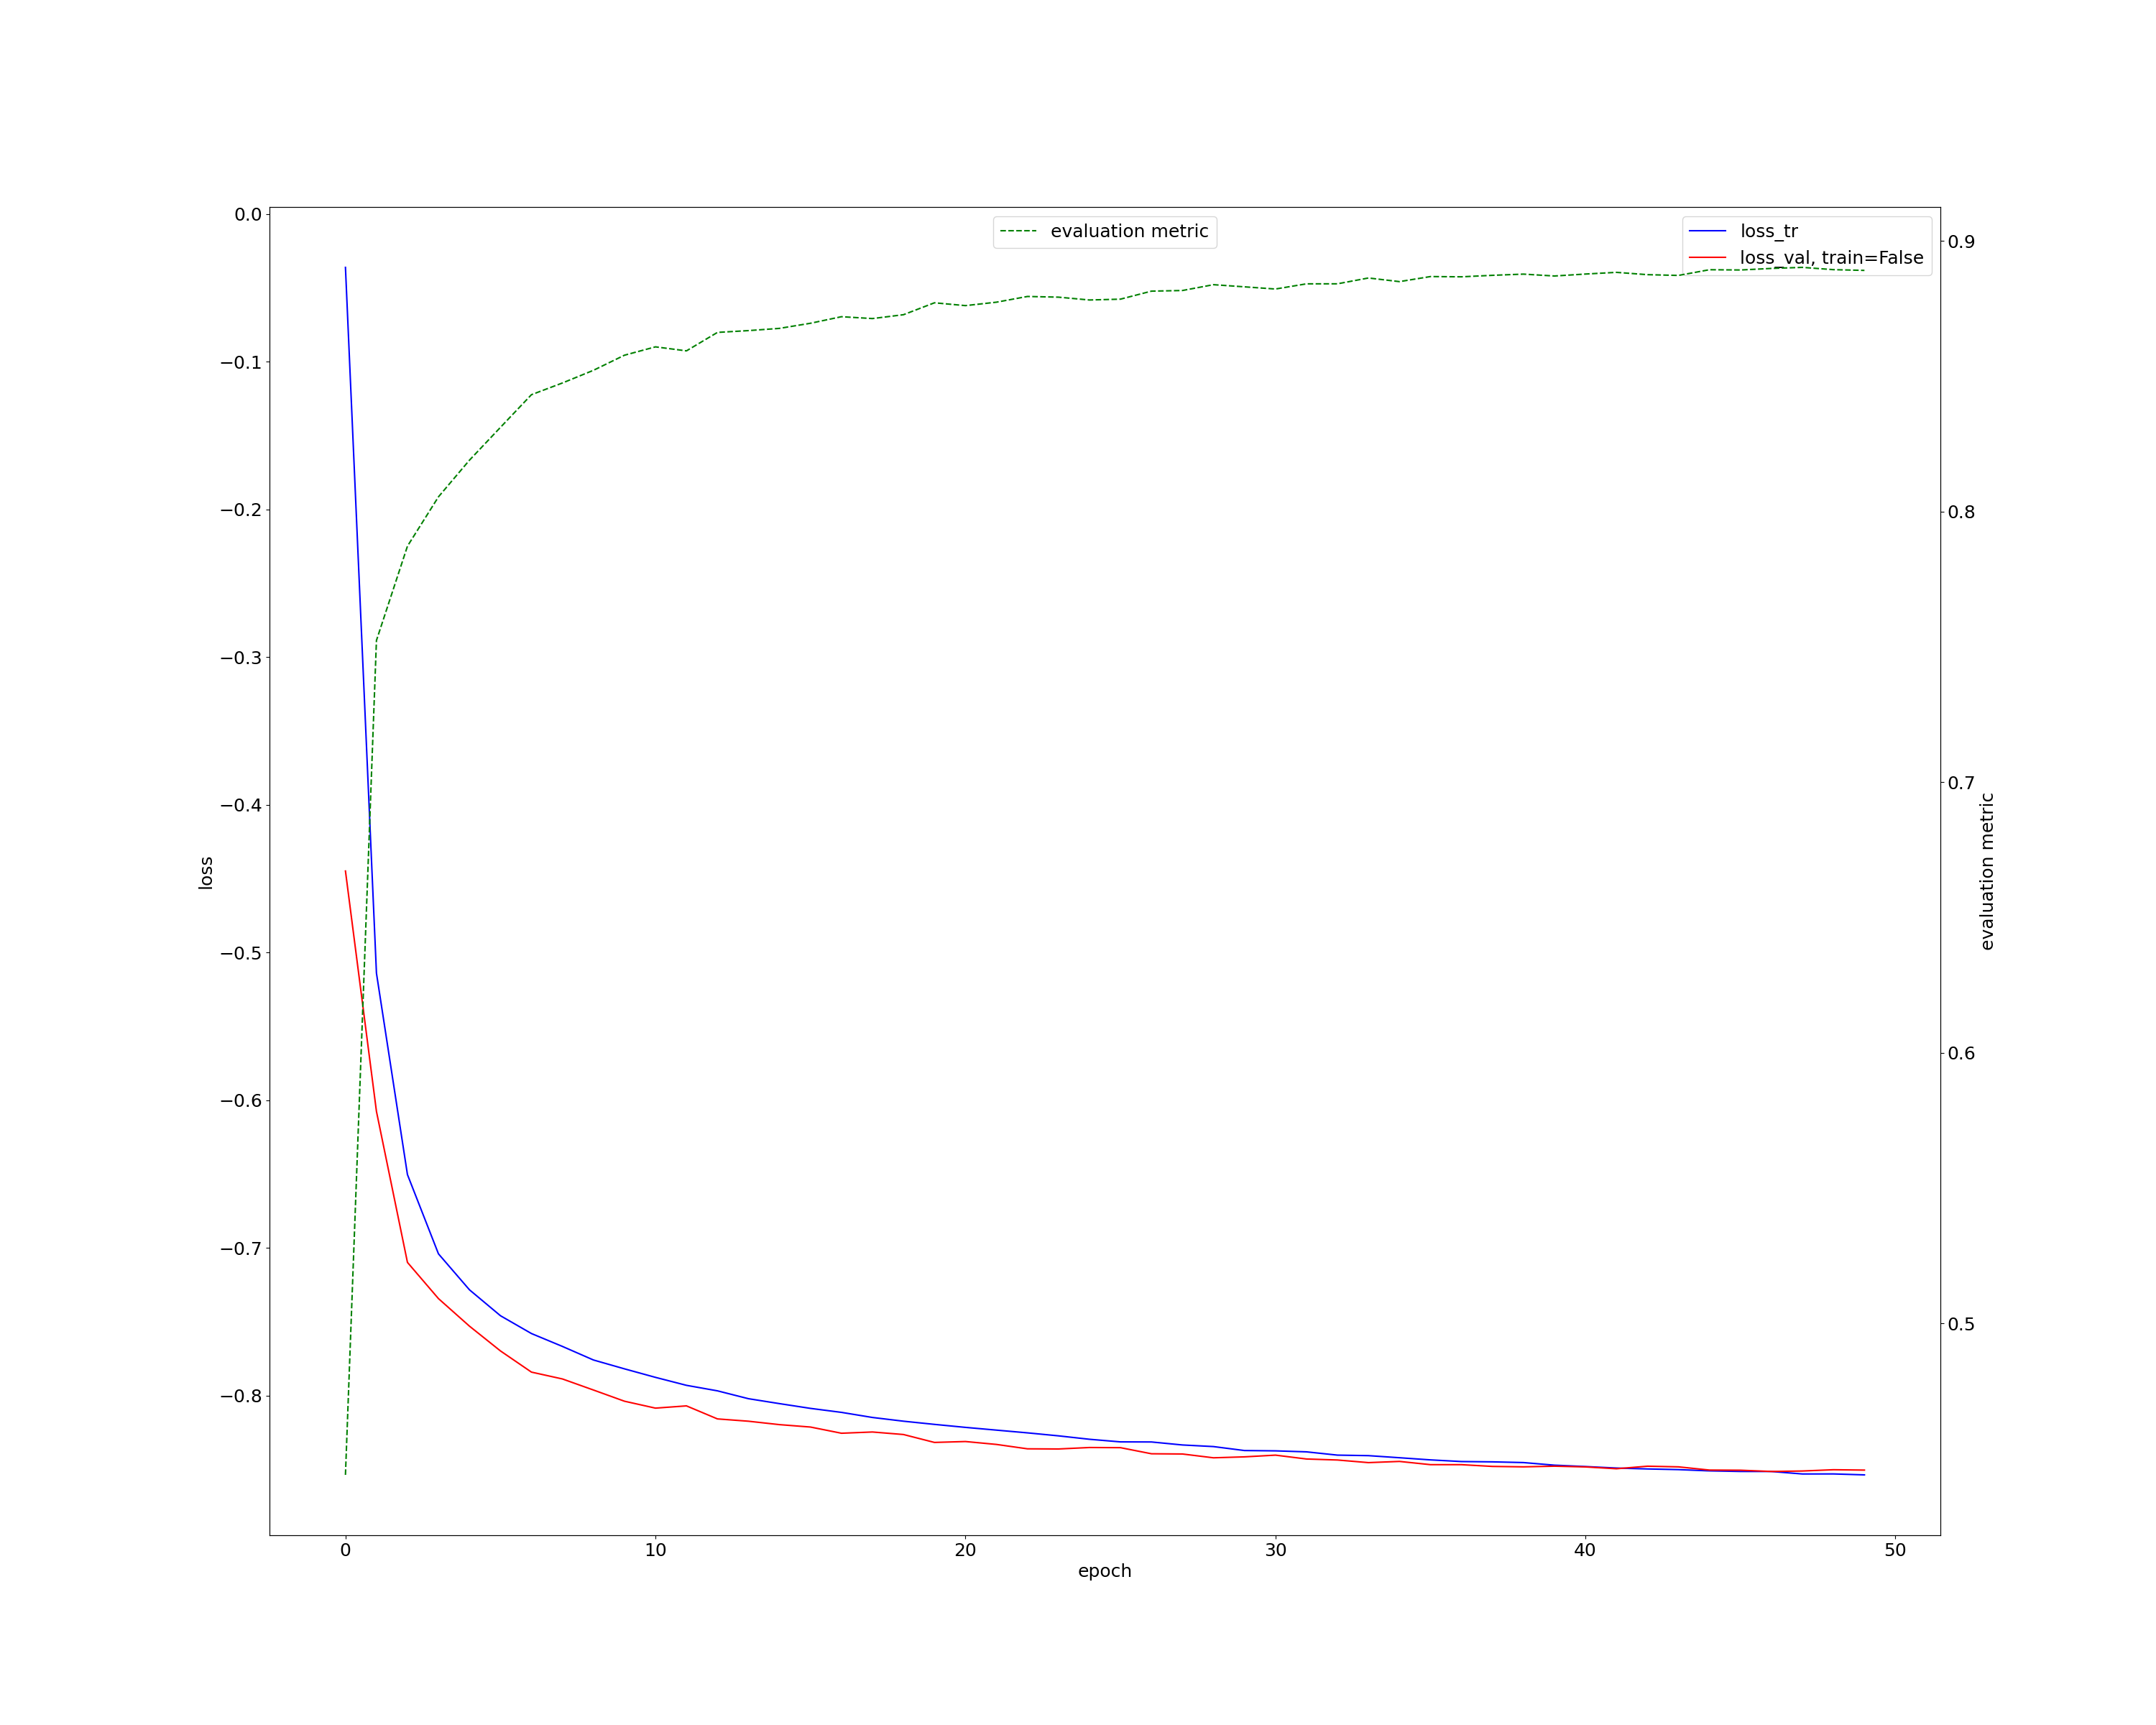 evaluation metric
loss_tr
loss_val, train=False
0.0
−0.1
−0.2
−0.3
−0.4
−0.5
−0.6
−0.7
−0.8
loss
0.9
0.8
0.7
0.6
0.5
evaluation metric
0 10 20 30 40 50
epoch